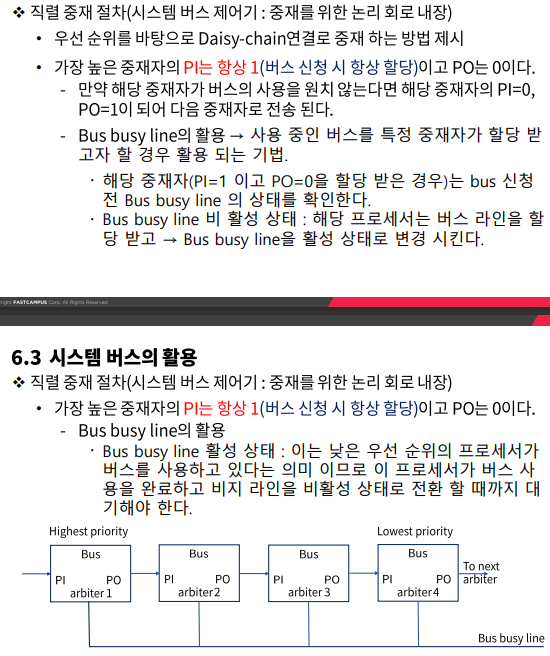 ❖ 직렬 중재 절차(시스템 버스 제어기 : 중재를 위한 논리 회로 내장)
• 우선 순위를 바탕으로 Daisy-chain연결로 중재 하는 방법 제시
• 가장 높은 중재자의 PI는 항상 1(버스 신청 시 항상 할당)이고 PO는 0이다.
- 만약 해당 중재자가 버스의 사용을 원치 않는다면 해당 중재자의 PI=0,
PO=1이 되어 다음 중재자로 전송 된다.
- Bus busy line의 활용 → 사용 중인 버스를 특정 중재자가 할당 받
고자 할 경우 활용 되는 기법.
· 해당 중재자(PI=1 이고 PO=0을 할당 받은 경우)는 bus 신청
전 Bus busy line 의 상태를 확인한다.
· Bus busy line 비 활성 상태 : 해당 프로세서는 버스 라인을 할
당 받고 → Bus busy line을 활성 상태로 변경 시킨다.
right FASTCAMPUS Corp. All Rights Reserved
6.3 시스템 버스의 활용
❖ 직렬 중재 절차(시스템 버스 제어기 : 중재를 위한 논리 회로 내장)
• 가장 높은 중재자의 PI는 항상 1(버스 신청 시 항상 할당)이고 PO는 0이다.
- Bus busy line의 활용
· Bus busy line 활성 상태 : 이는 낮은 우선 순위의 프로세서가
버스를 사용하고 있다는 의미 이므로 이 프로세서가 버스 사
용을 완료하고 비지 라인을 비활성 상태로 전환 할 때까지 대
기해야 한다.
Highest priority Lowest priority
Bus Bus Bus Bus
To next
PI PO PI PO PI PO PI PO arbiter
arbiter 1 arbiter2 arbiter 3 arbiter4
Bus busy line